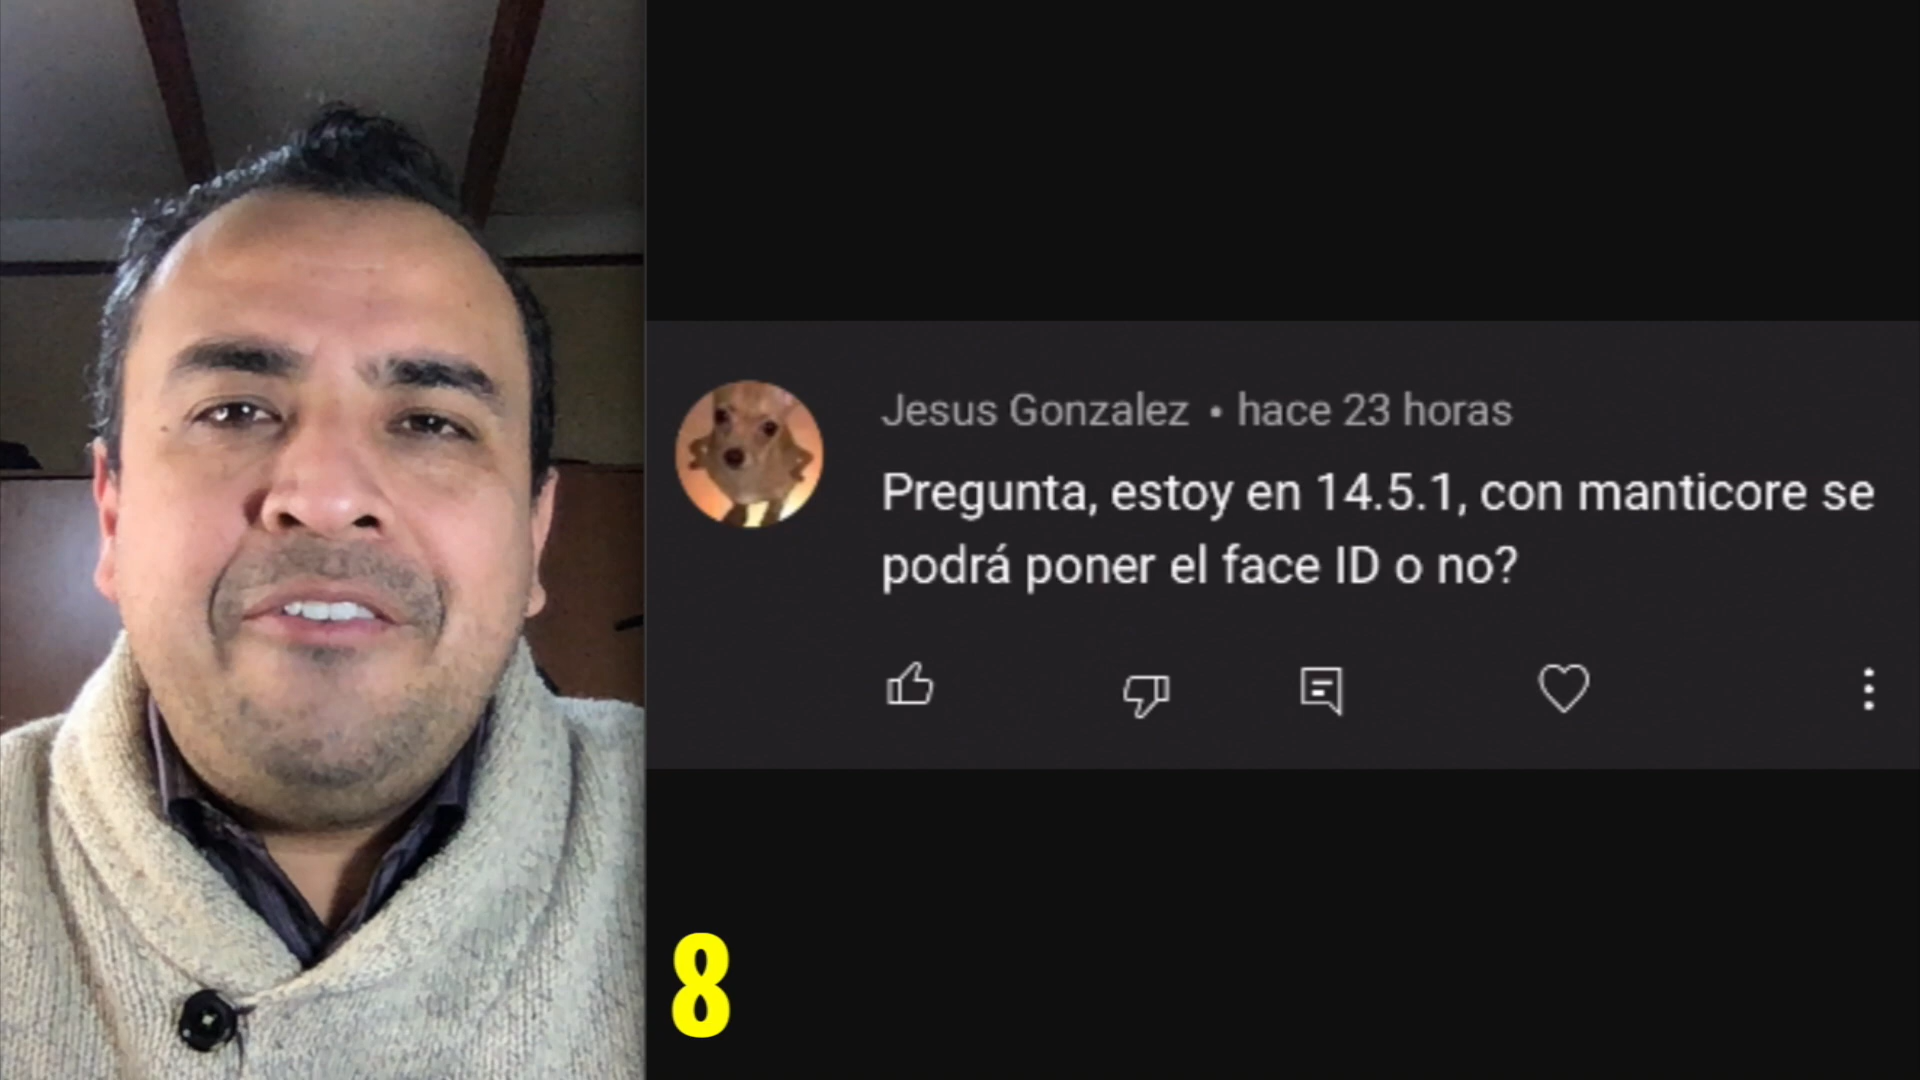 Jesus Gonzalez • hace 23 horas
Pregunta, estoy en 14.5.1, con manticore se
podrá poner el face ID o no?
8